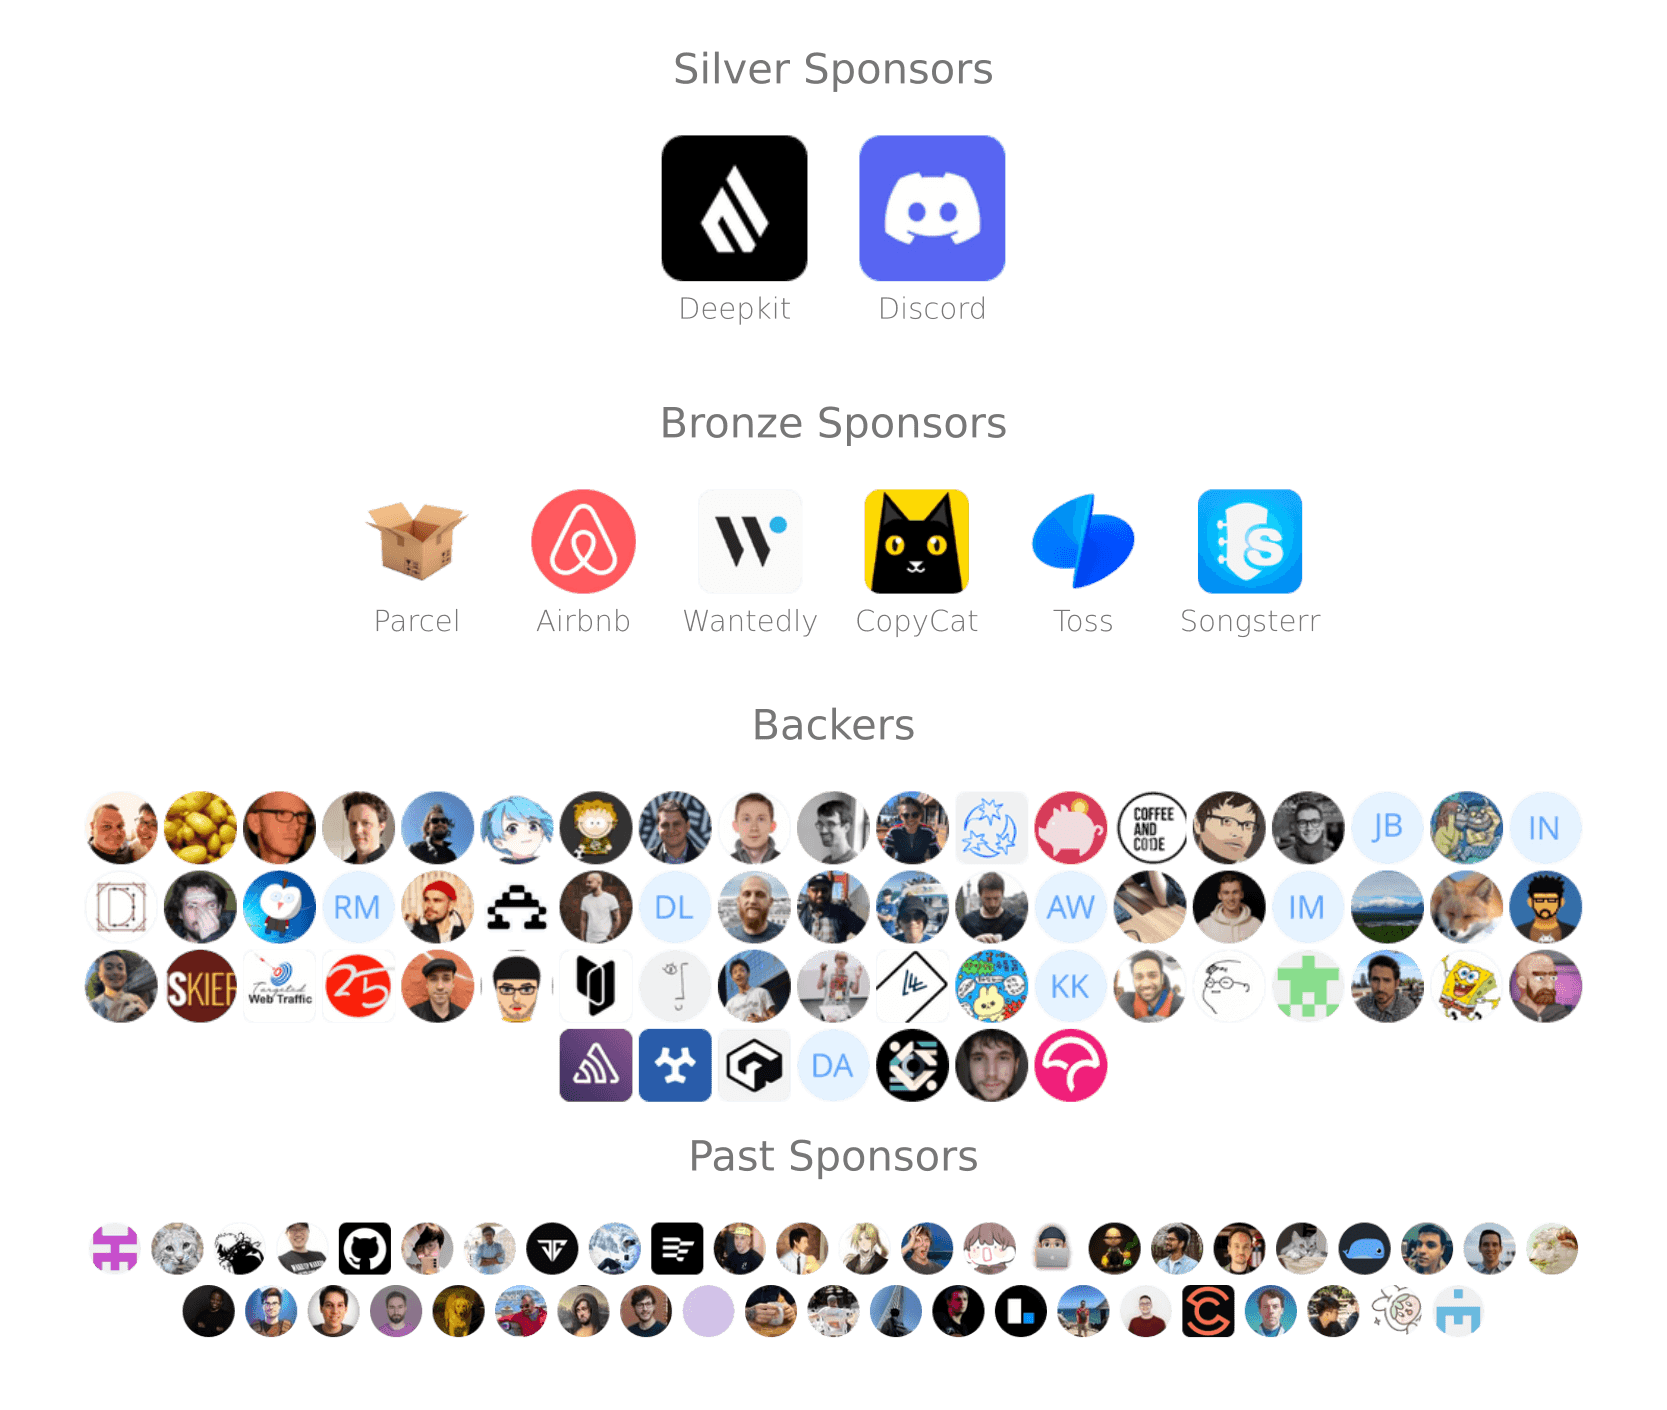 Silver Sponsors
Deepkit Discord
Bronze Sponsors
Parcel Airbnb Wantedly CopyCat Toss Songsterr
Backers
COFFEE AND CODE
JB
IN
RM
DL
AW
IM
SKIEF
Targeted Web Traffic
25
KK
DA
Past Sponsors